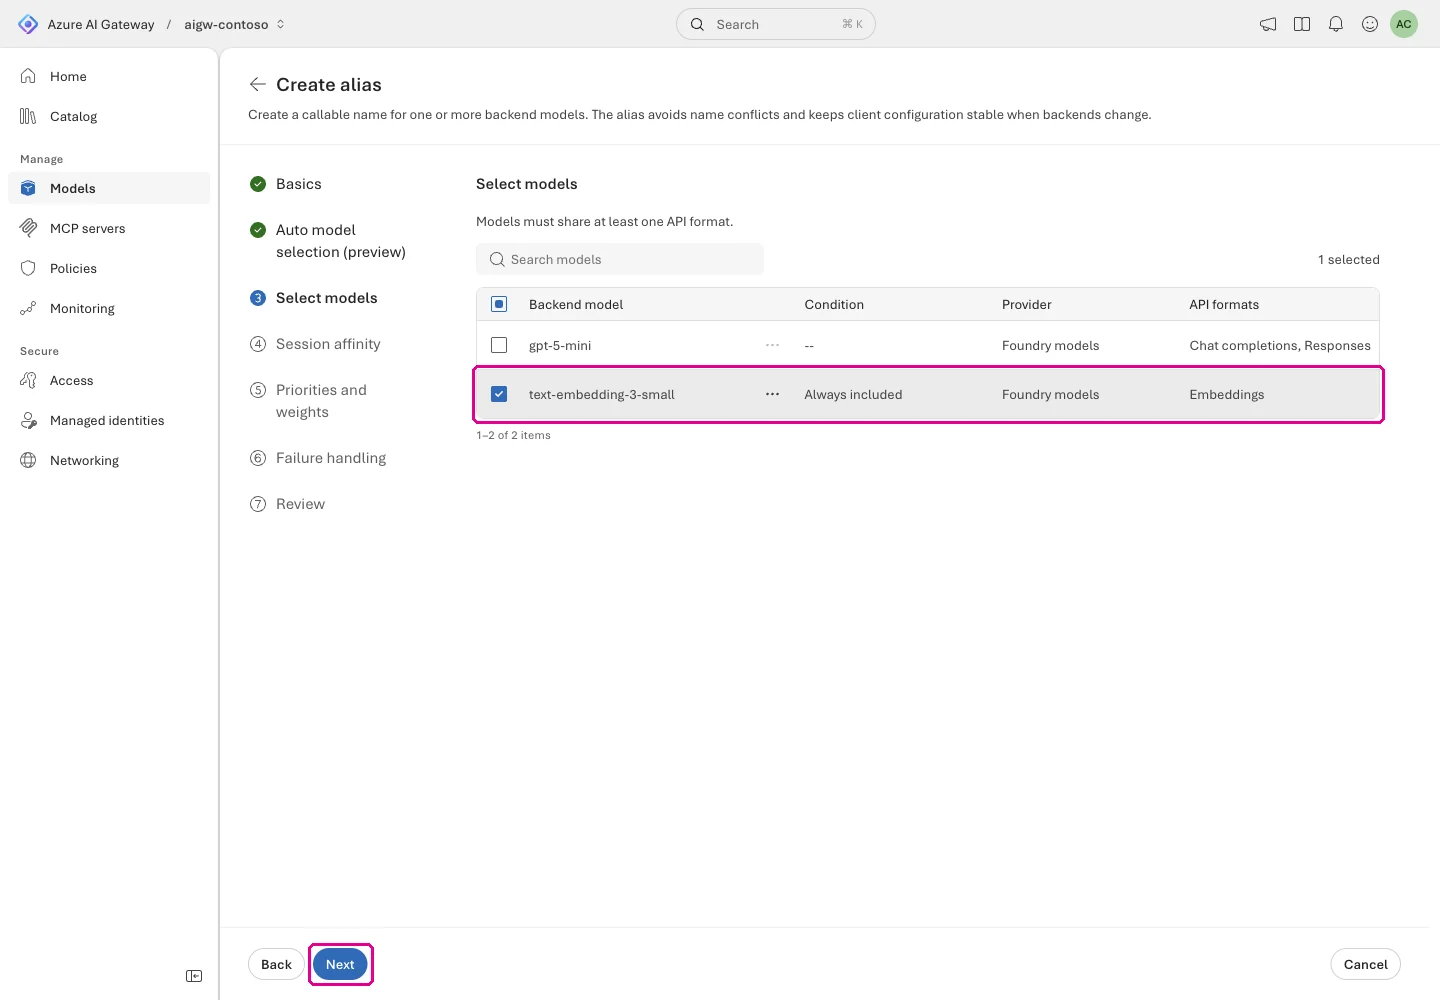 Azure AI Gateway / aigw-contoso
Search ⌘ K
AC
Home
Catalog
Manage
Models
MCP servers
Policies
Monitoring
Secure
Access
Managed identities
Networking
Create alias
Create a callable name for one or more backend models. The alias avoids name conflicts and keeps client configuration stable when backends change.
Basics
Auto model
selection (preview)
3 Select models
4 Session affinity
5 Priorities and
weights
6 Failure handling
7 Review
Select models
Models must share at least one API format.
Search models
1 selected
Backend model Condition Provider API formats
gpt-5-mini ··· -- Foundry models Chat completions, Responses
text-embedding-3-small ··· Always included Foundry models Embeddings
1–2 of 2 items
Back Next Cancel